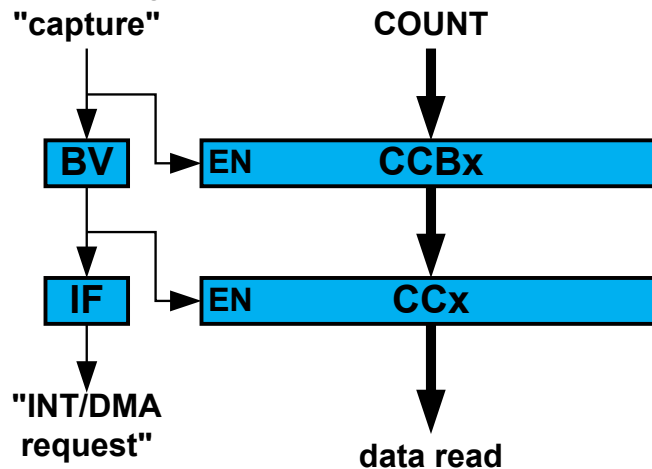 "capture"
COUNT
BV
EN
CCBx
IF
EN
CCx
"INT/DMA
request"
data read